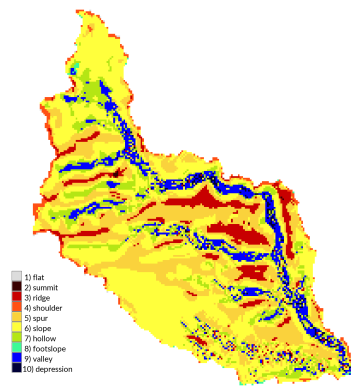 1) flat
2) summit
3) ridge
4) shoulder
5) spur
6) slope
7) hollow
8) footslope
9) valley
10) depression